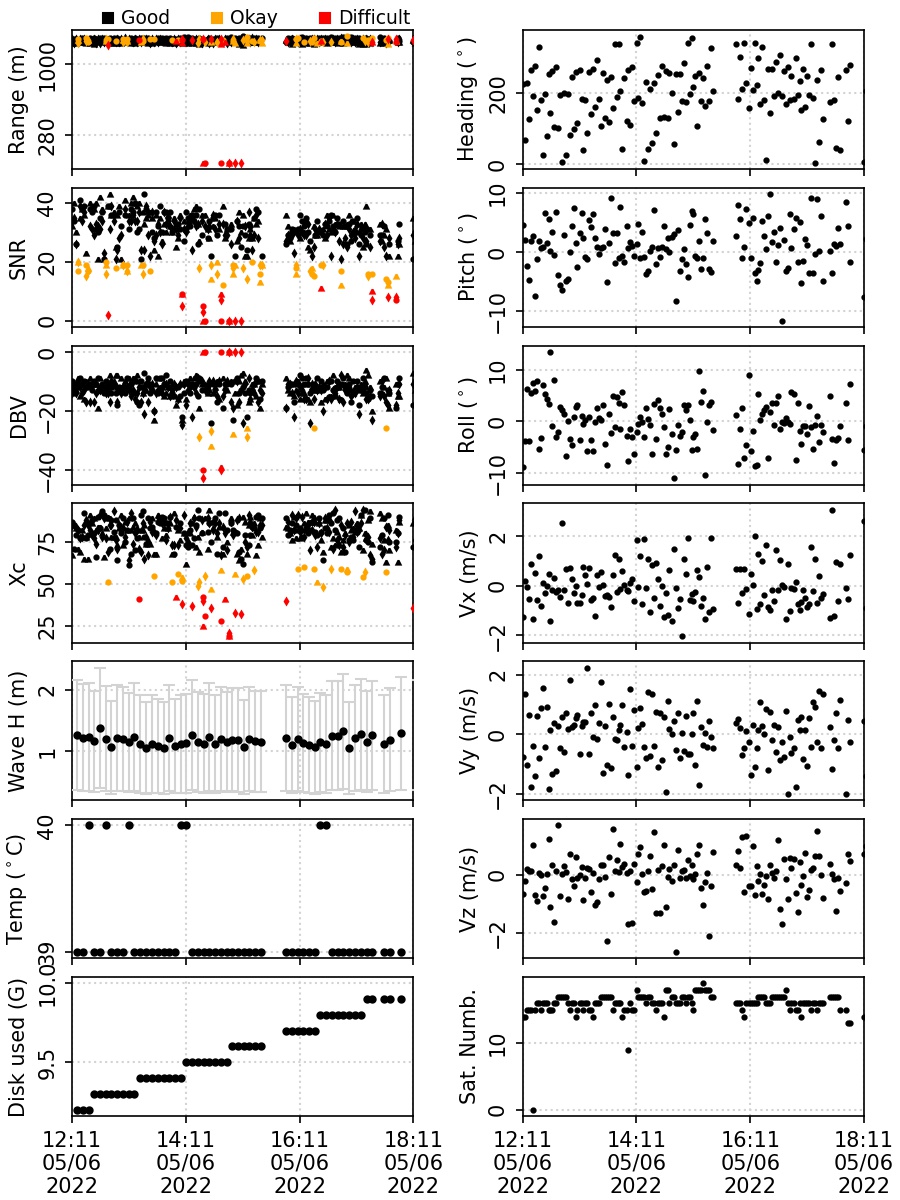 Good Okay Difficult
Range (m)
1000
280
SNR
40
20
0
DBV
0
−20
−40
Xc
75
50
25
Wave H (m)
2
1
Temp (°C)
40
39
Disk used (G)
10.0
9.5
12:11 14:11 16:11 18:11
05/06 05/06 05/06 05/06
2022 2022 2022 2022
Heading (°)
200
0
Pitch (°)
10
0
−10
Roll (°)
10
0
−10
Vx (m/s)
2
0
−2
Vy (m/s)
2
0
−2
Vz (m/s)
0
−2
Sat. Numb.
10
0
12:11 14:11 16:11 18:11
05/06 05/06 05/06 05/06
2022 2022 2022 2022